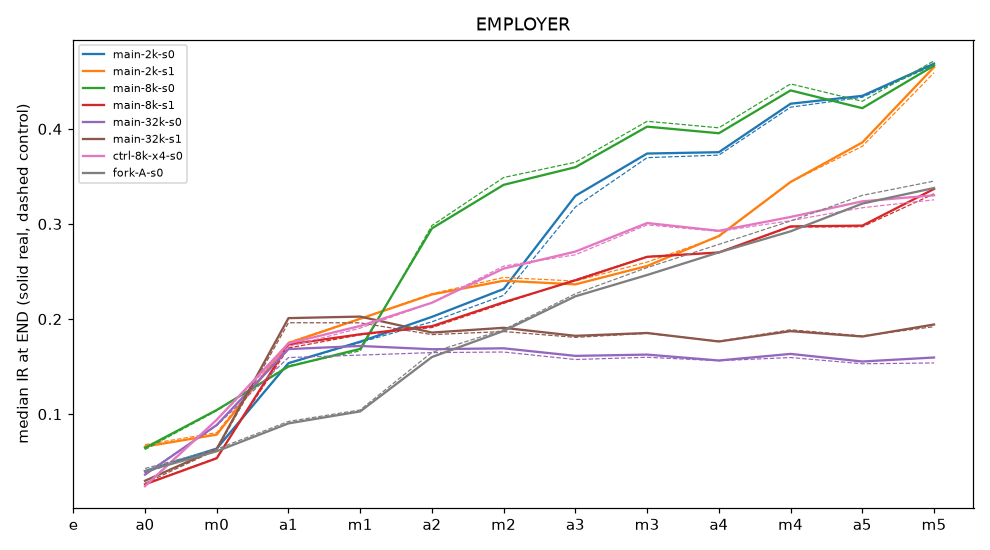 EMPLOYER
median IR at END (solid real, dashed control)
0.4
0.3
0.2
0.1
main-2k-s0
main-2k-s1
main-8k-s0
main-8k-s1
main-32k-s0
main-32k-s1
ctrl-8k-x4-s0
fork-A-s0
e a0 m0 a1 m1 a2 m2 a3 m3 a4 m4 a5 m5